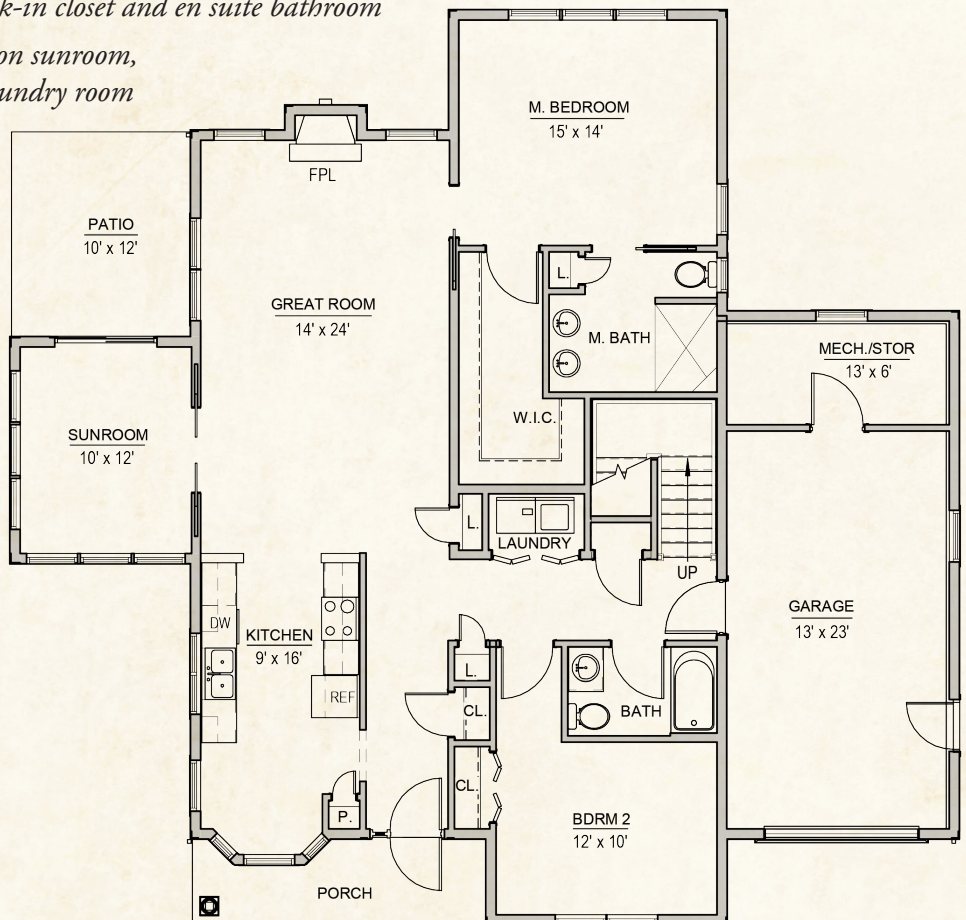 k-in closet and en suite bathroom
on sunroom,
undry room
M. BEDROOM
15' x 14'
FPL
PATIO
10' x 12'
GREAT ROOM
14' x 24'
L.
M. BATH
MECH./STOR
13' x 6'
W.I.C.
SUNROOM
10' x 12'
L.
LAUNDRY
UP
DW
KITCHEN
9' x 16'
GARAGE
13' x 23'
L.
REF
CL.
BATH
CL.
P.
BDRM 2
12' x 10'
PORCH